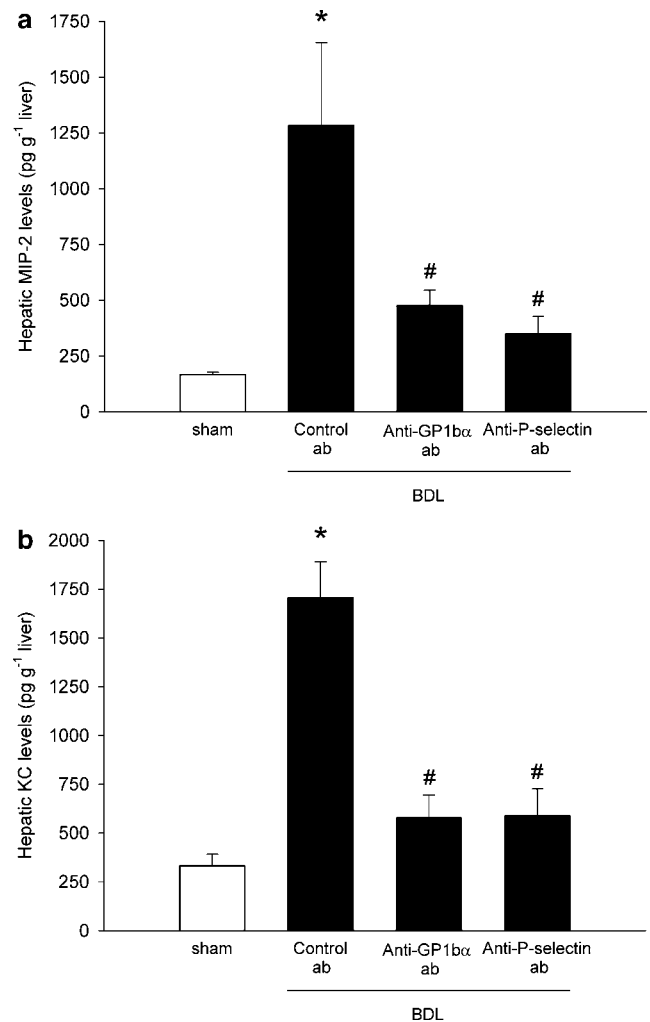 a
Hepatic MIP-2 levels (pg g⁻¹ liver)
1750
1500
1250
1000
750
500
250
0
*
#
#
sham
Control
ab
Anti-GP1bα
ab
Anti-P-selectin
ab
BDL
b
Hepatic KC levels (pg g⁻¹ liver)
2000
1750
1500
1250
1000
750
500
250
0
*
#
#
sham
Control
ab
Anti-GP1bα
ab
Anti-P-selectin
ab
BDL